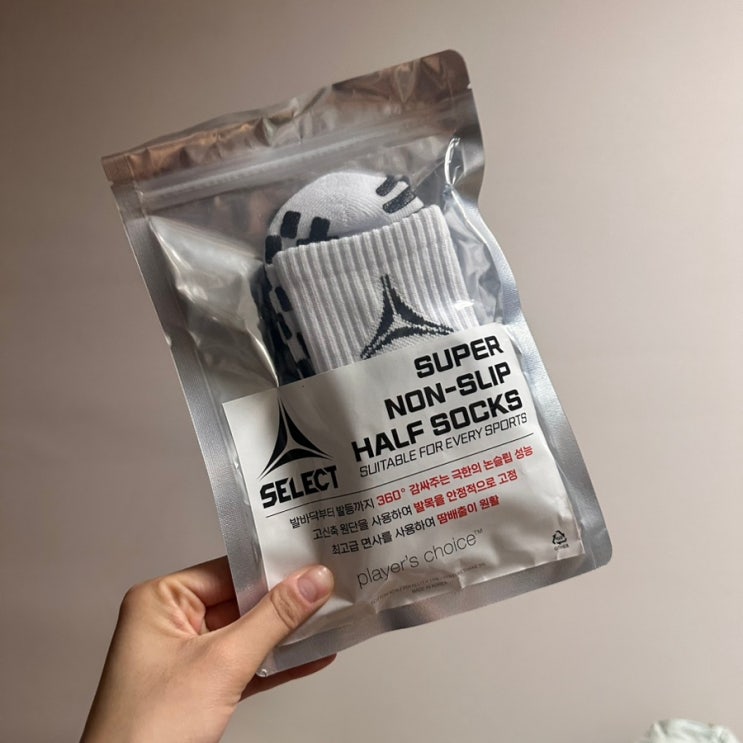 SUPER
NON-SLIP
HALF SOCKS
SUITABLE FOR EVERY SPORTS
SELECT
발바닥부터 발등까지 360° 감싸주는 극한의 논슬립 성능
고신축 원단을 사용하여 발목을 안정적으로 고정
최고급 면사를 사용하여 땀배출이 원활
player's choice™
MADE IN KOREA